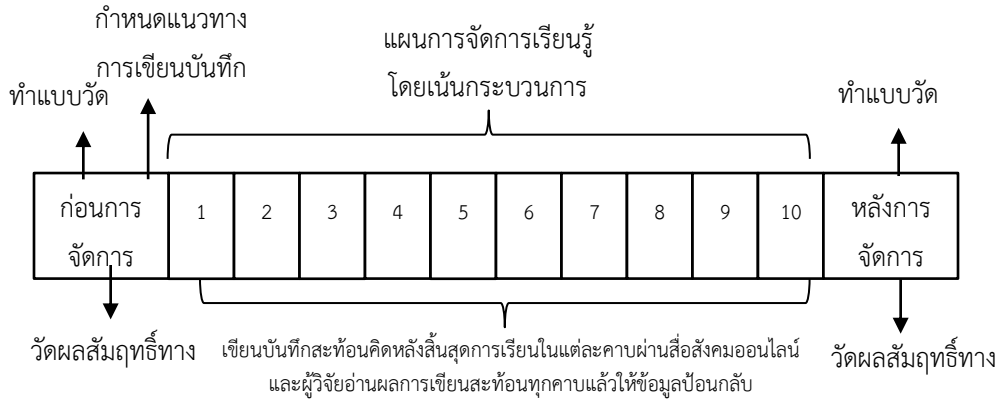 กำหนดแนวทาง
การเขียนบันทึก
แผนการจัดการเรียนรู้
โดยเน้นกระบวนการ
ทำแบบวัด
ทำแบบวัด
ก่อนการ
จัดการ
1
2
3
4
5
6
7
8
9
10
หลังการ
จัดการ
วัดผลสัมฤทธิ์ทาง
เขียนบันทึกสะท้อนคิดหลังสิ้นสุดการเรียนในแต่ละคาบผ่านสื่อสังคมออนไลน์
และผู้วิจัยอ่านผลการเขียนสะท้อนทุกคาบแล้วให้ข้อมูลป้อนกลับ
วัดผลสัมฤทธิ์ทาง